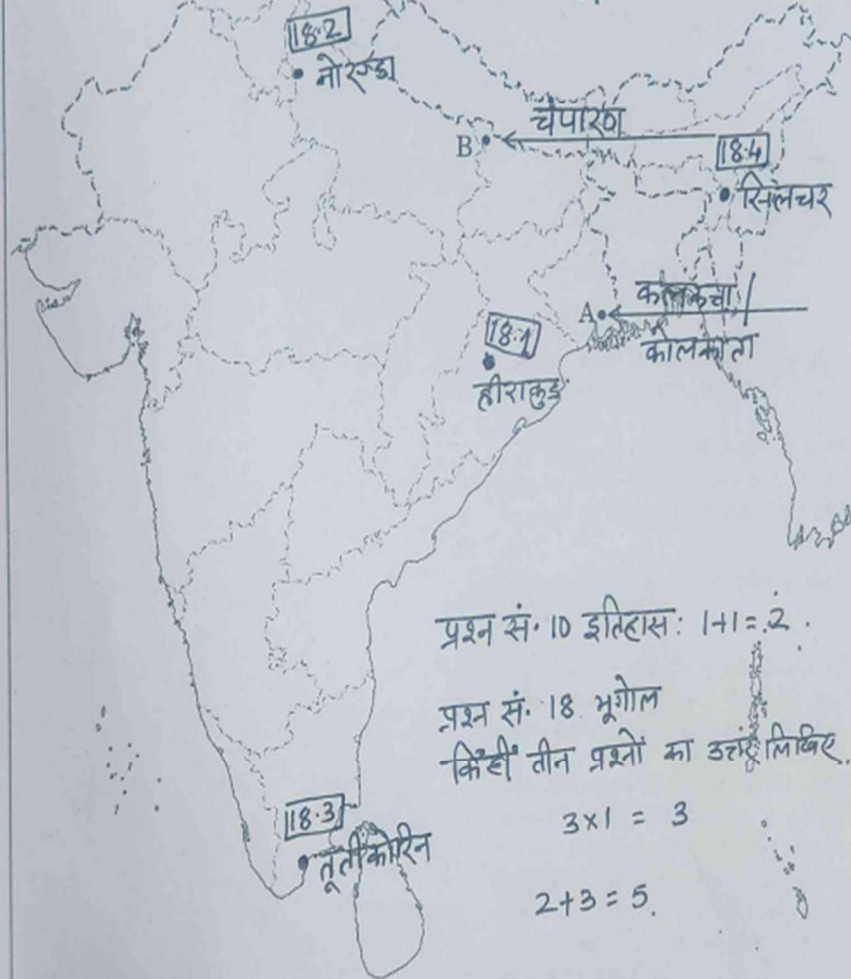 18.2
नोएडा
चंपारण
B
18.4
सिलचर
कलकत्ता /
A
कोलकाता
18.1
हीराकुड
प्रश्न सं. 10 इतिहास: 1+1=2.
प्रश्न सं. 18 भूगोल
किन्हीं तीन प्रश्नों का उत्तर लिखिए.
3×1 = 3
18.3
तूतीकोरिन
2+3=5.